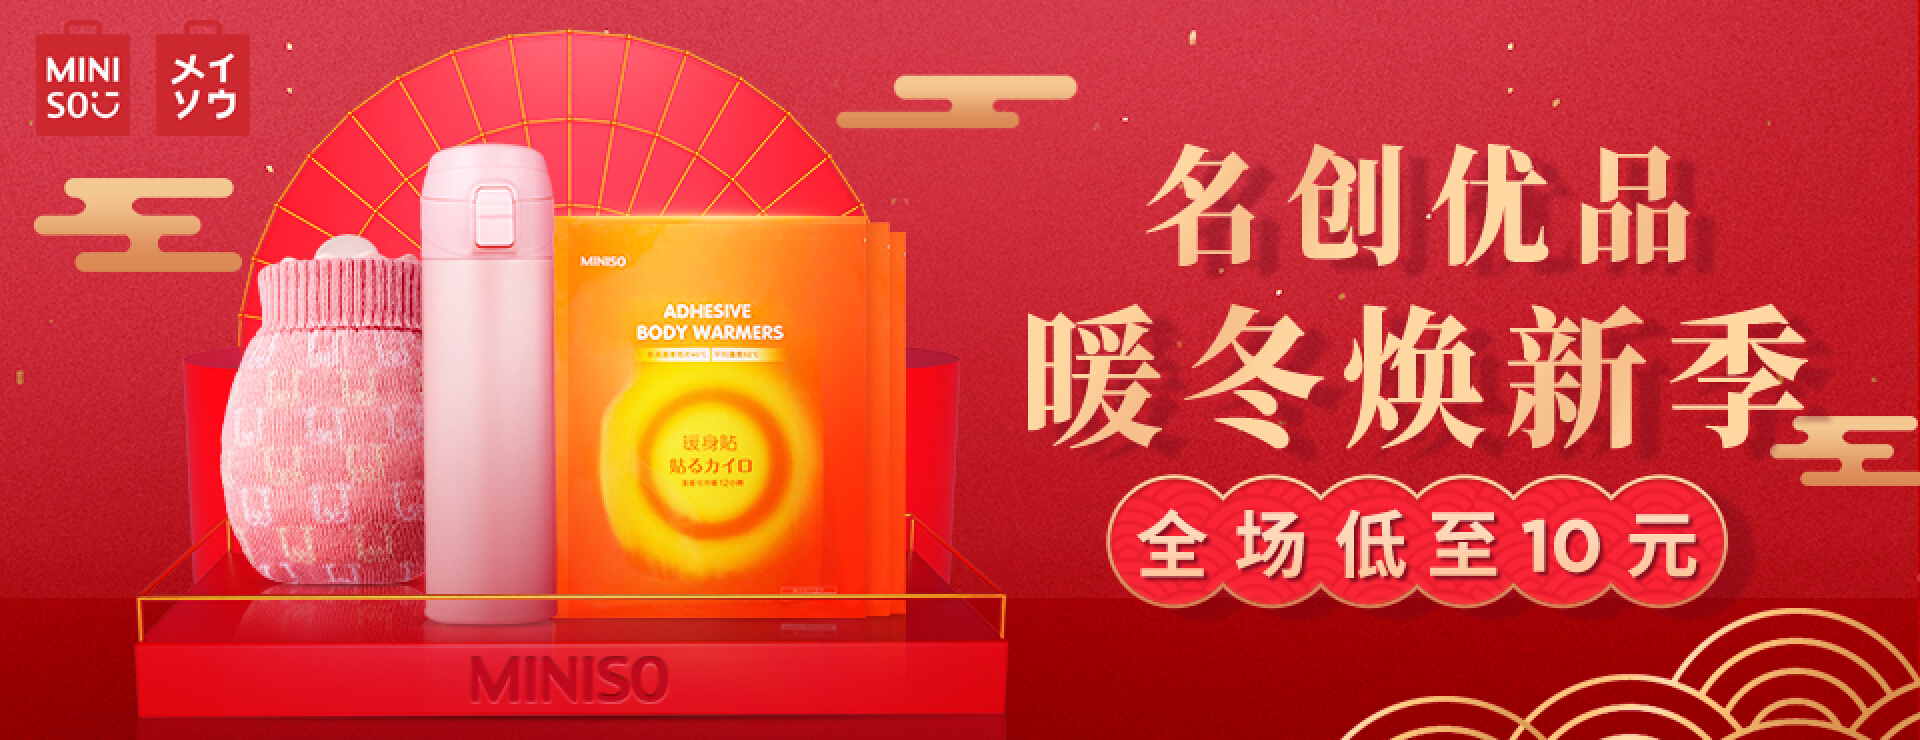 MINI
SO
メイ
ソウ
名创优品
暖冬焕新季
全场低至10元
MINISO
ADHESIVE
BODY WARMERS
暖身貼
貼るカイロ
MINISO